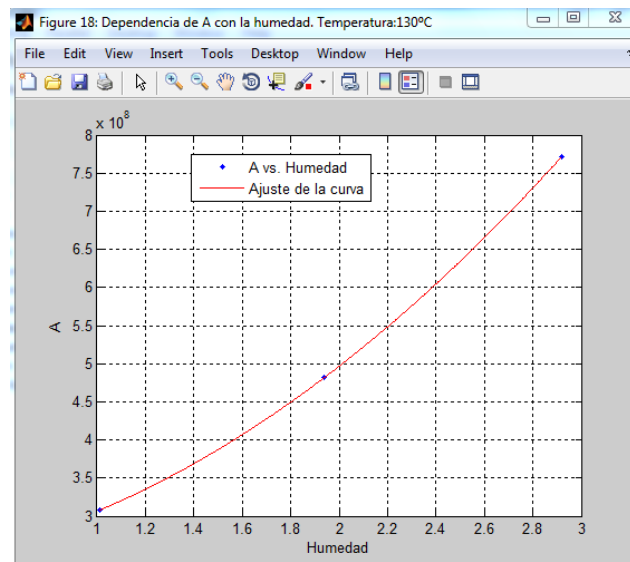 Figure 18: Dependencia de A con la humedad. Temperatura:130ºC
File Edit View Insert Tools Desktop Window Help
x 10^8
8
7.5
7
6.5
6
5.5
5
4.5
4
3.5
3
A
A vs. Humedad
Ajuste de la curva
1 1.2 1.4 1.6 1.8 2 2.2 2.4 2.6 2.8 3
Humedad